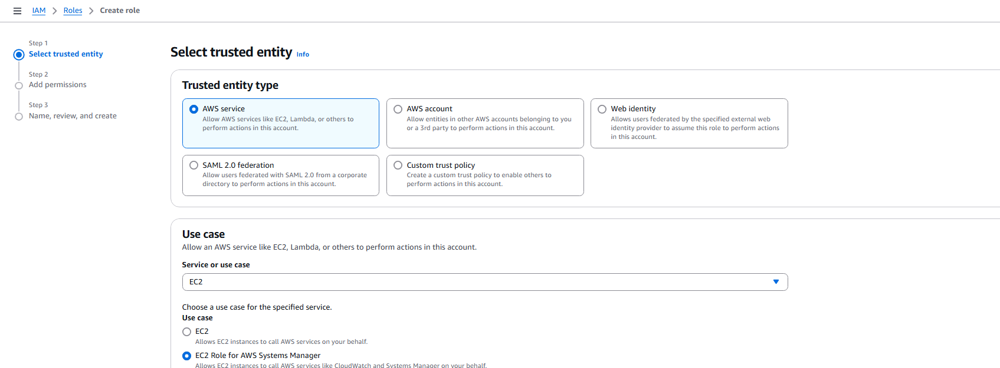 IAM > Roles > Create role
Step 1
Select trusted entity
Step 2
Add permissions
Step 3
Name, review, and create
Select trusted entity Info
Trusted entity type
AWS service
Allow AWS services like EC2, Lambda, or others to
perform actions in this account.
AWS account
Allow entities in other AWS accounts belonging to you
or a 3rd party to perform actions in this account.
Web identity
Allows users federated by the specified external web
identity provider to assume this role to perform actions
in this account.
SAML 2.0 federation
Allow users federated with SAML 2.0 from a corporate
directory to perform actions in this account.
Custom trust policy
Create a custom trust policy to enable others to
perform actions in this account.
Use case
Allow an AWS service like EC2, Lambda, or others to perform actions in this account.
Service or use case
EC2
Choose a use case for the specified service.
Use case
EC2
Allows EC2 instances to call AWS services on your behalf.
EC2 Role for AWS Systems Manager
Allows EC2 instances to call AWS services like CloudWatch and Systems Manager on your behalf.